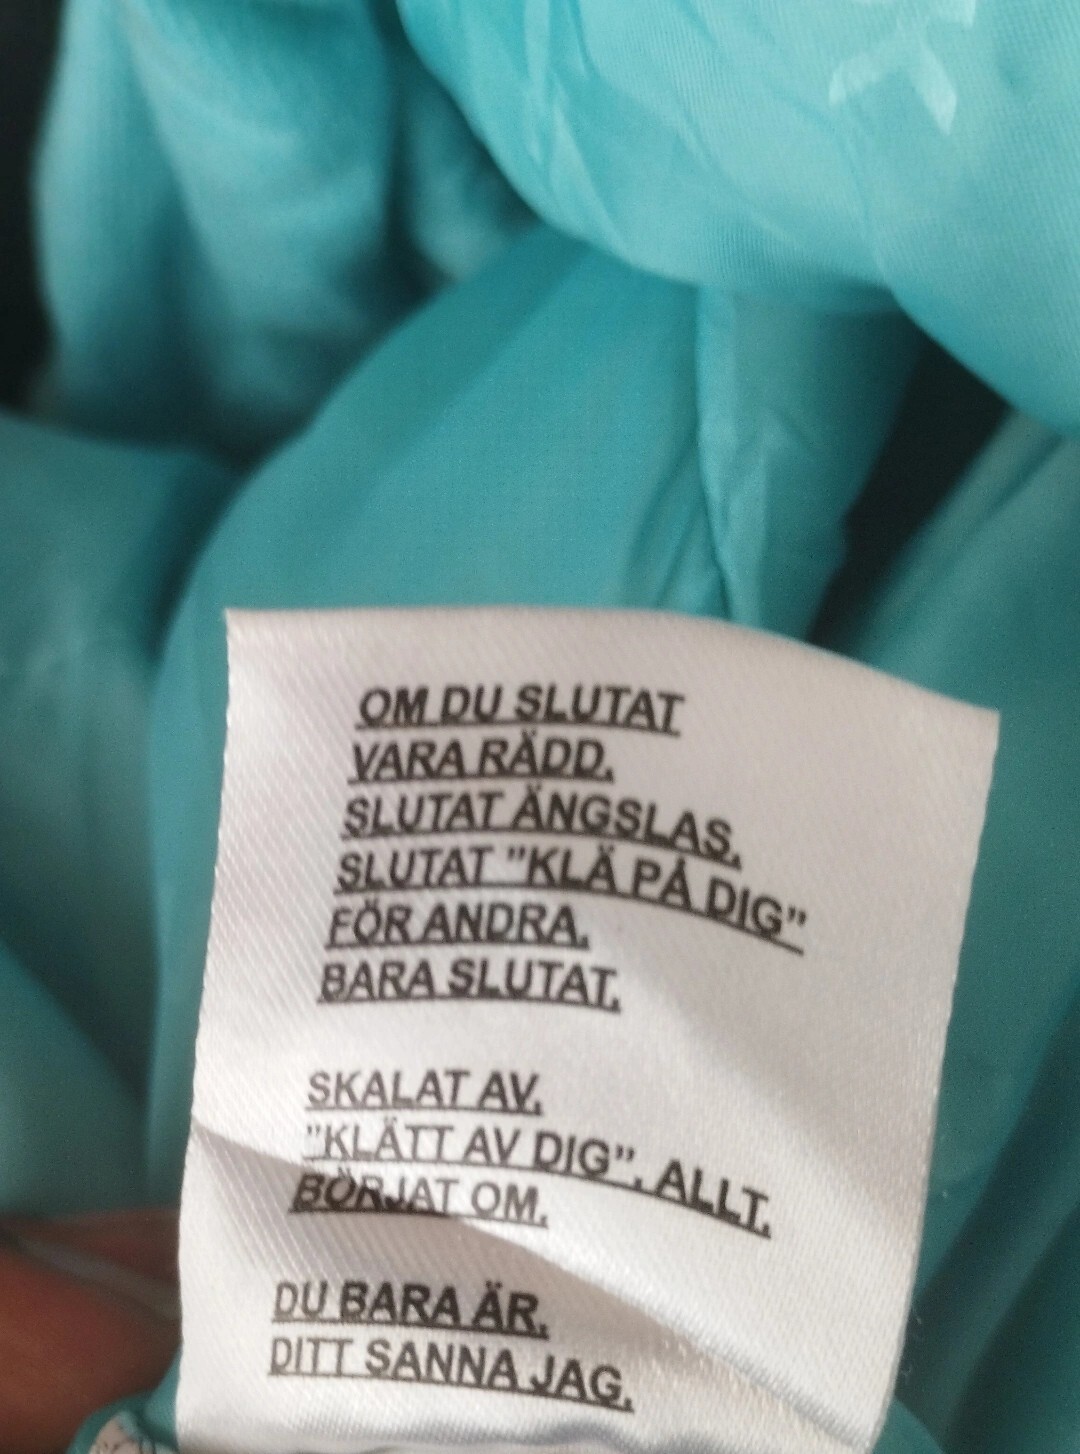 OM DU SLUTAT
VARA RÄDD.
SLUTAT ÄNGSLAS.
SLUTAT ”KLÄ PÅ DIG”
FÖR ANDRA.
BARA SLUTAT.
SKALAT AV.
”KLÄTT AV DIG”. ALLT.
BÖRJAT OM.
DU BARA ÄR.
DITT SANNA JAG.